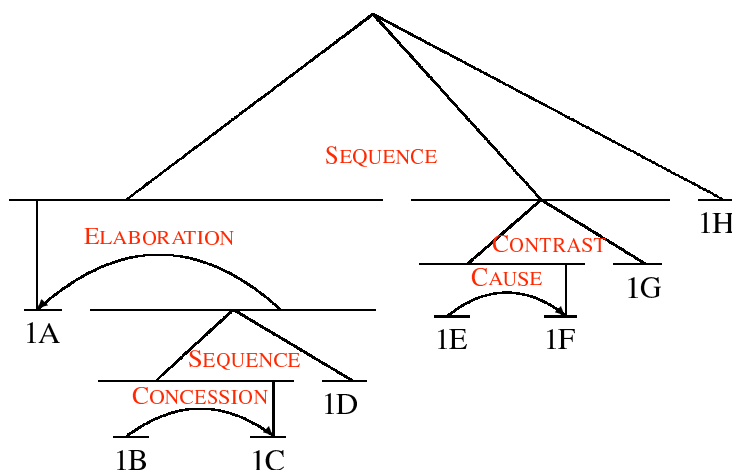 SEQUENCE
1H
ELABORATION
CONTRAST
CAUSE
1G
1A
1E
1F
SEQUENCE
CONCESSION
1D
1B
1C